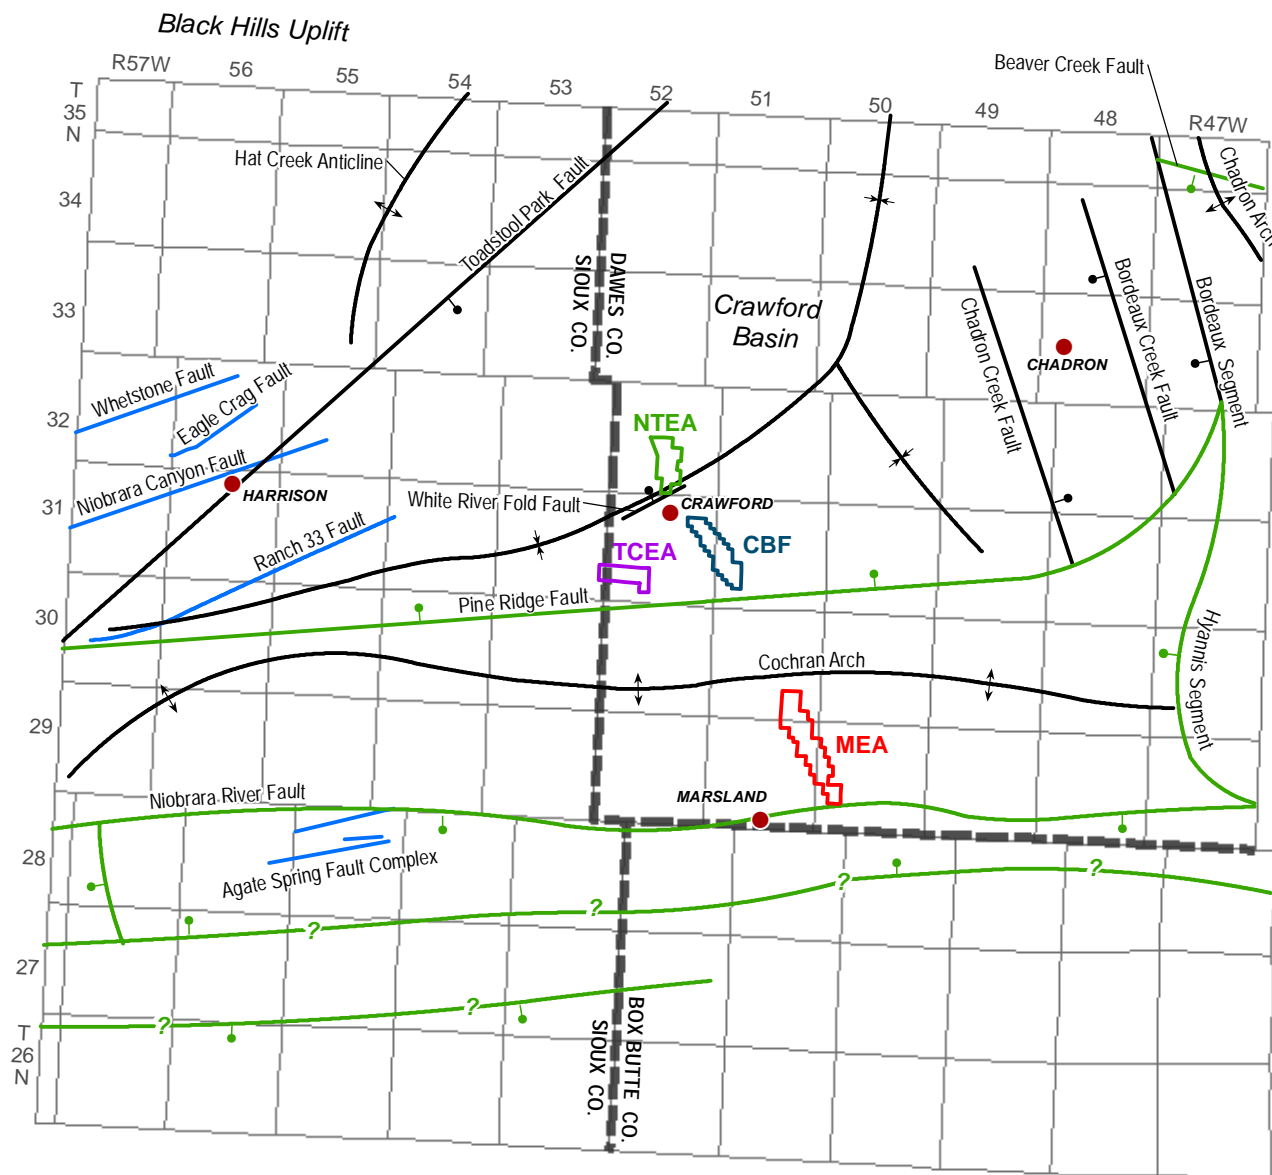 Black Hills Uplift
R57W
56
55
54
53
52
51
50
49
48
R47W
T
35
N
34
33
32
31
30
29
28
27
T
26
N
Beaver Creek Fault
Hat Creek Anticline
Toadstool Park Fault
Chadron Arch
SIOUX CO.
DAWES CO.
Crawford
Basin
Chadron Creek Fault
Bordeaux Creek Fault
Bordeaux Segment
CHADRON
Whetstone Fault
Eagle Crag Fault
Niobrara Canyon Fault
HARRISON
Ranch 33 Fault
NTEA
White River Fold Fault
CRAWFORD
TCEA
CBF
Pine Ridge Fault
Cochran Arch
Hyannis Segment
MEA
Niobrara River Fault
MARSLAND
Agate Spring Fault Complex
?
?
?
?
?
?
SIOUX CO.
BOX BUTTE CO.